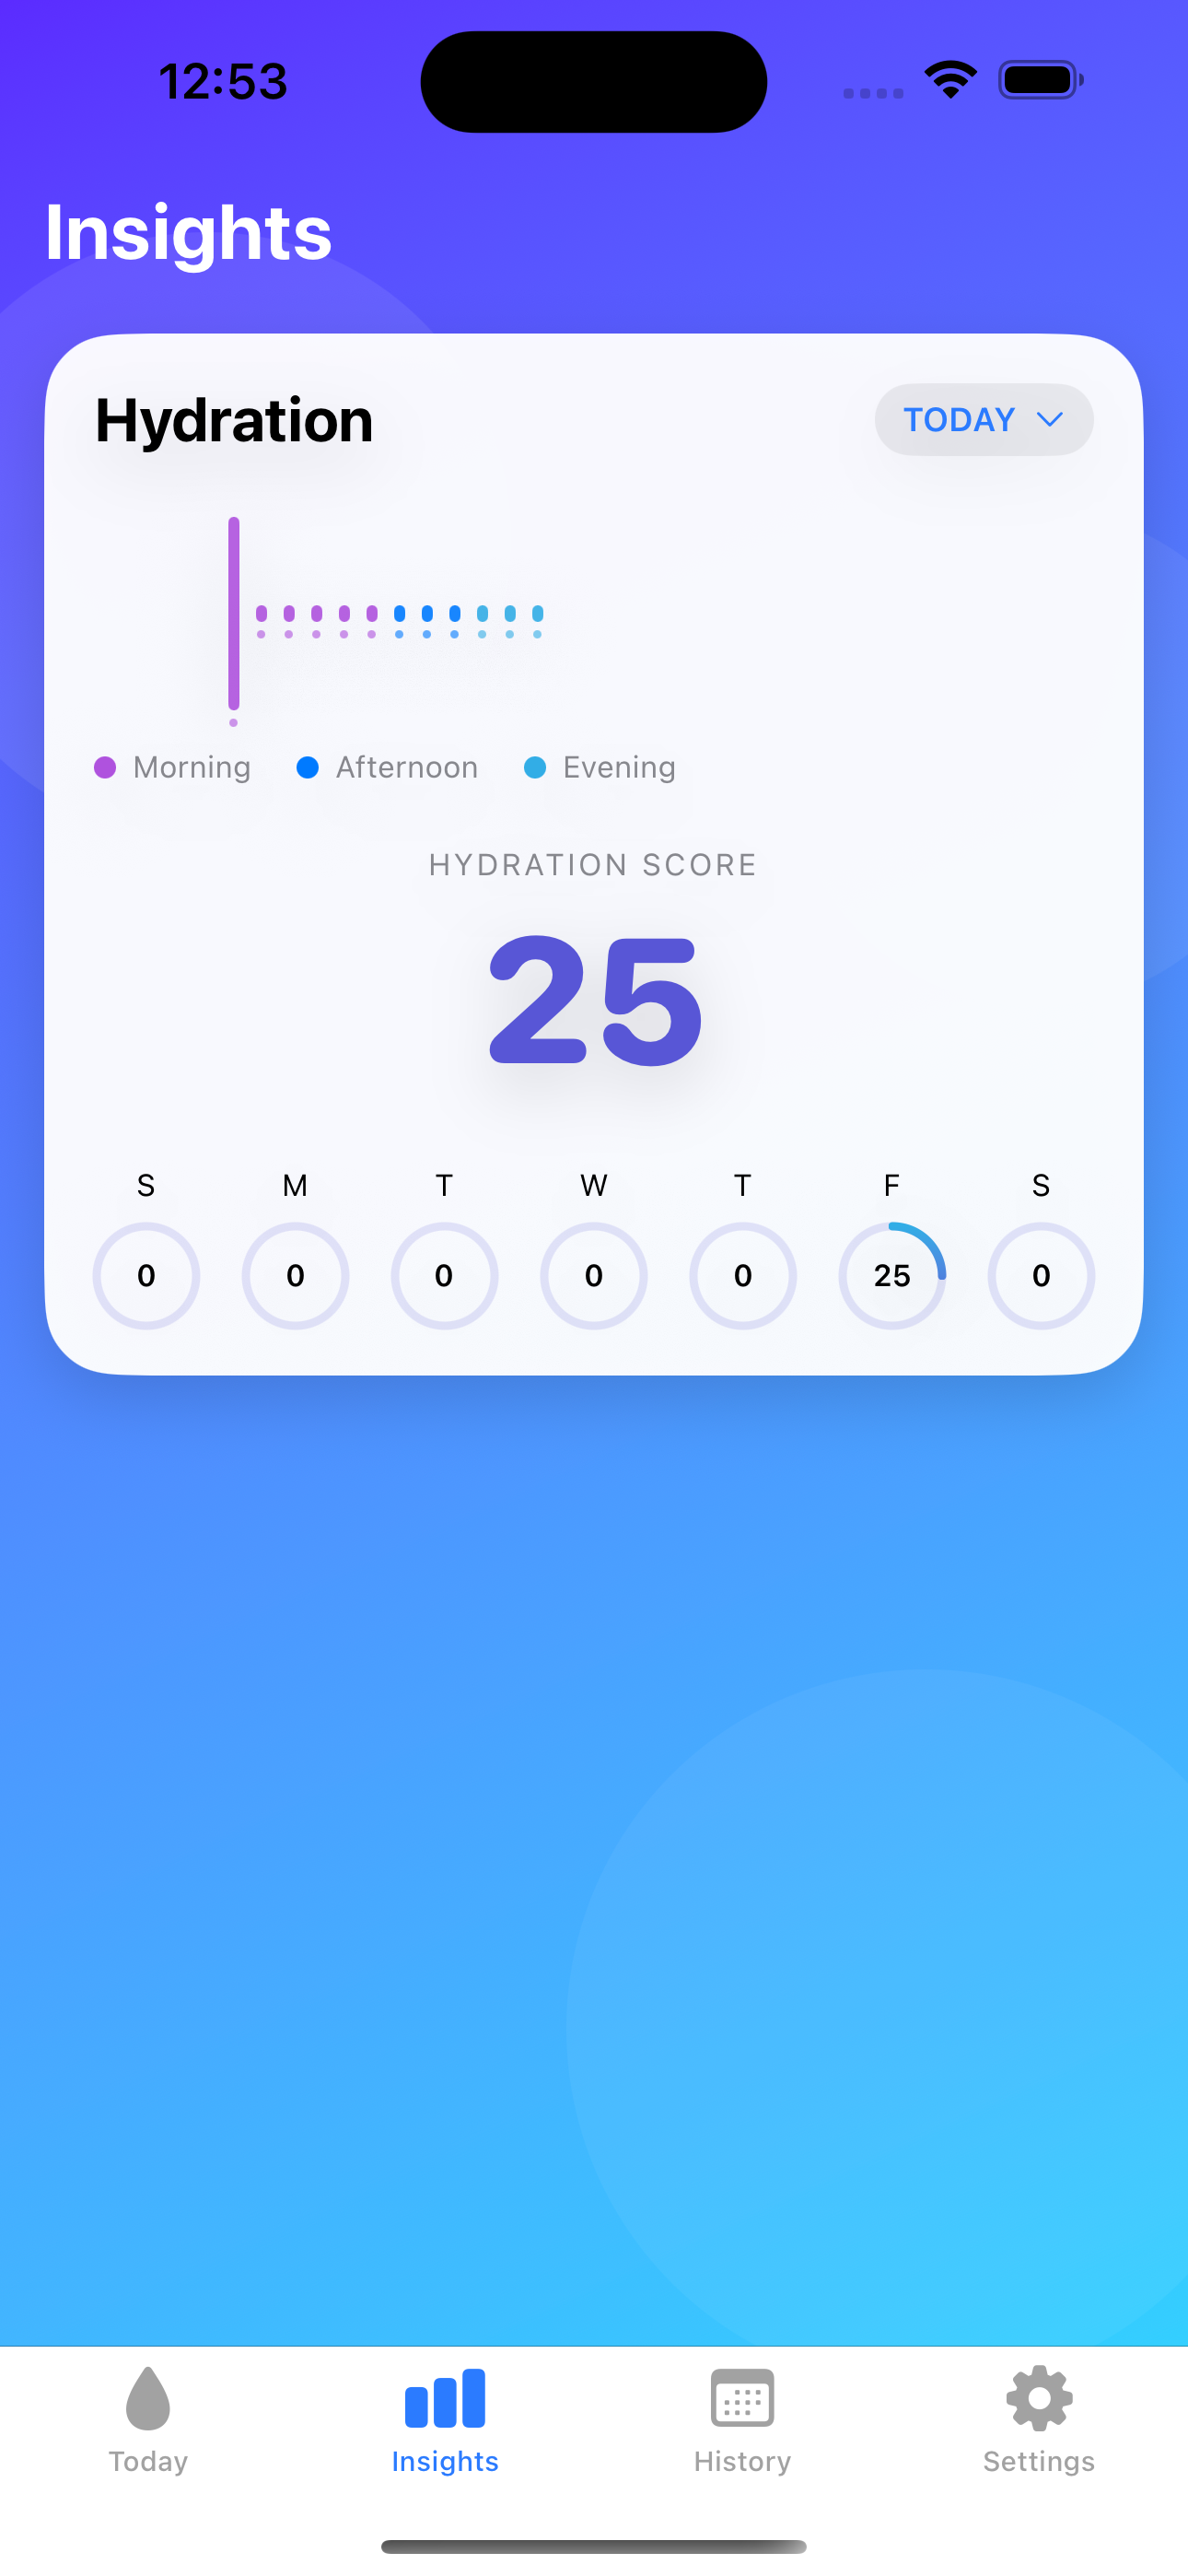 12:53
Insights
Hydration
TODAY
Morning Afternoon Evening
HYDRATION SCORE
25
S M T W T F S
0 0 0 0 0 25 0
Today Insights History Settings